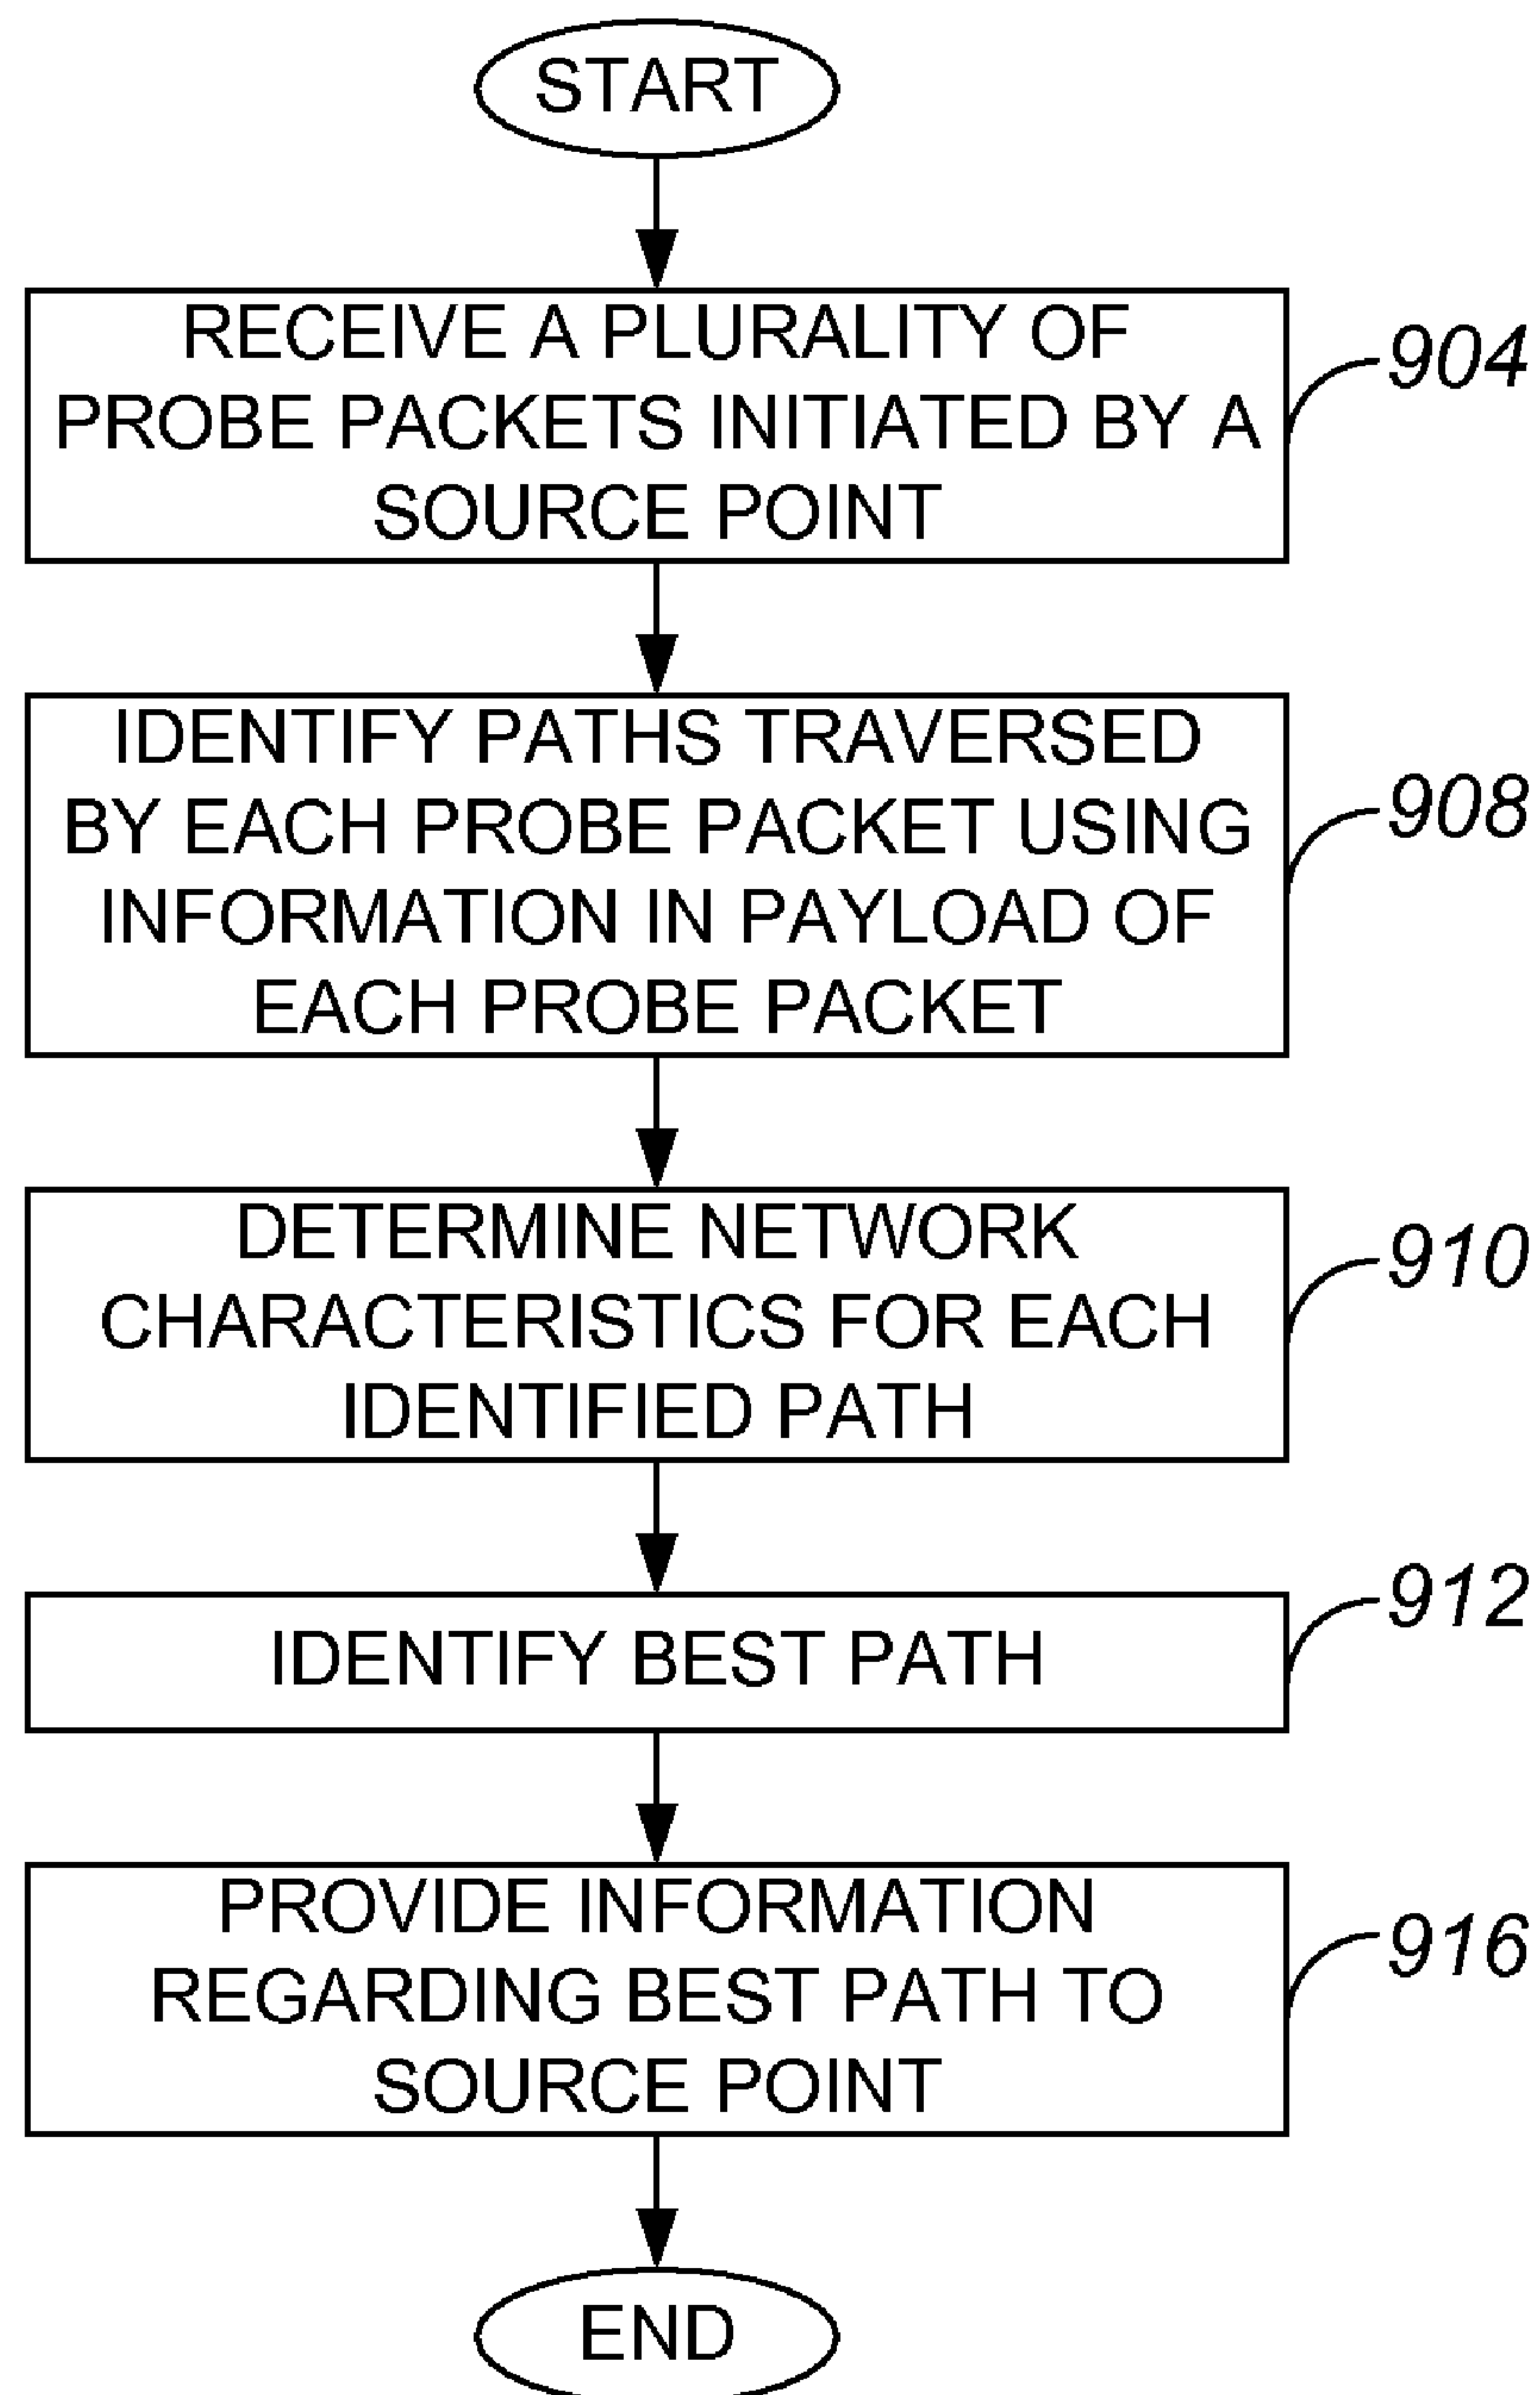 START
RECEIVE A PLURALITY OF
PROBE PACKETS INITIATED BY A
SOURCE POINT
904
IDENTIFY PATHS TRAVERSED
BY EACH PROBE PACKET USING
INFORMATION IN PAYLOAD OF
EACH PROBE PACKET
908
DETERMINE NETWORK
CHARACTERISTICS FOR EACH
IDENTIFIED PATH
910
IDENTIFY BEST PATH
912
PROVIDE INFORMATION
REGARDING BEST PATH TO
SOURCE POINT
916
END